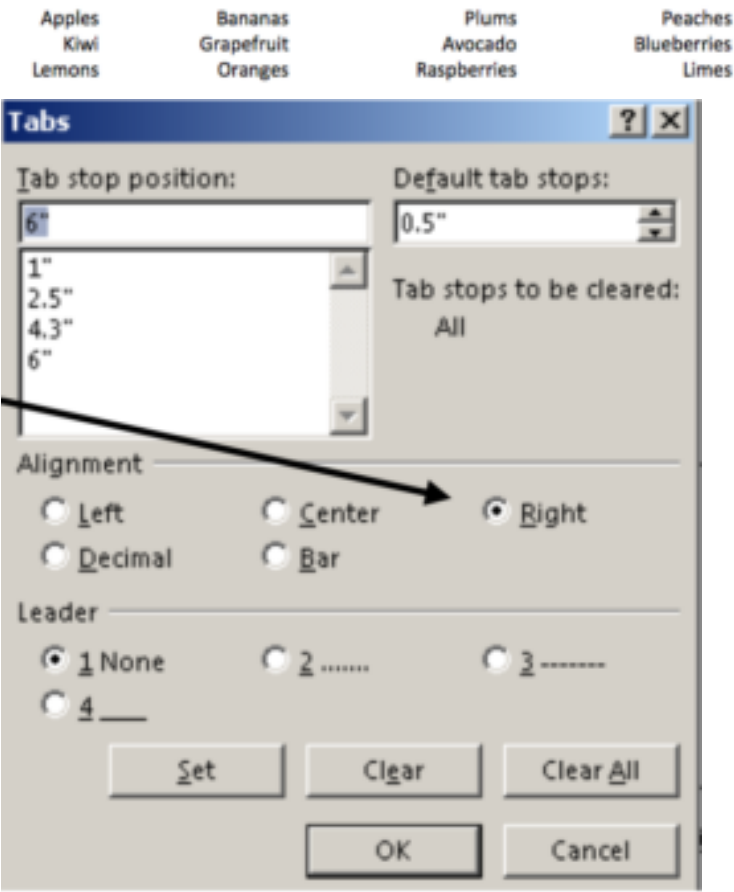 Apples Bananas Plums Peaches
Kiwi Grapefruit Avocado Blueberries
Lemons Oranges Raspberries Limes
Tabs ? X
Tab stop position: Default tab stops:
6" 0.5"
1"
2.5" Tab stops to be cleared:
4.3" All
6"
Alignment
Left Center Right
Decimal Bar
Leader
1 None 2 ....... 3 -------
4 ___
Set Clear Clear All
OK Cancel